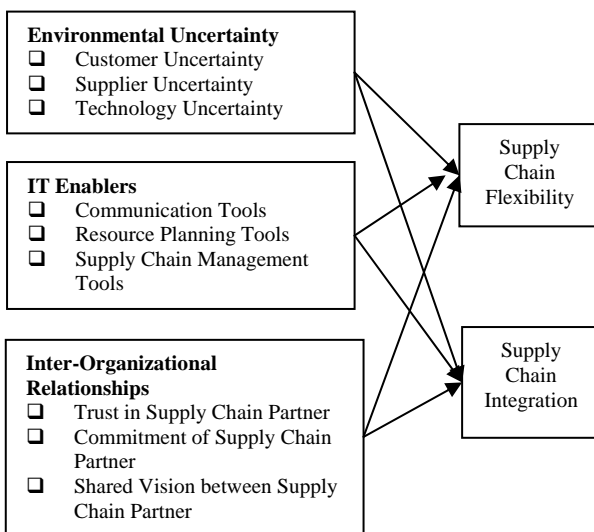 Environmental Uncertainty
❑ Customer Uncertainty
❑ Supplier Uncertainty
❑ Technology Uncertainty
IT Enablers
❑ Communication Tools
❑ Resource Planning Tools
❑ Supply Chain Management
Tools
Inter-Organizational
Relationships
❑ Trust in Supply Chain Partner
❑ Commitment of Supply Chain
Partner
❑ Shared Vision between Supply
Chain Partner
Supply
Chain
Flexibility
Supply
Chain
Integration